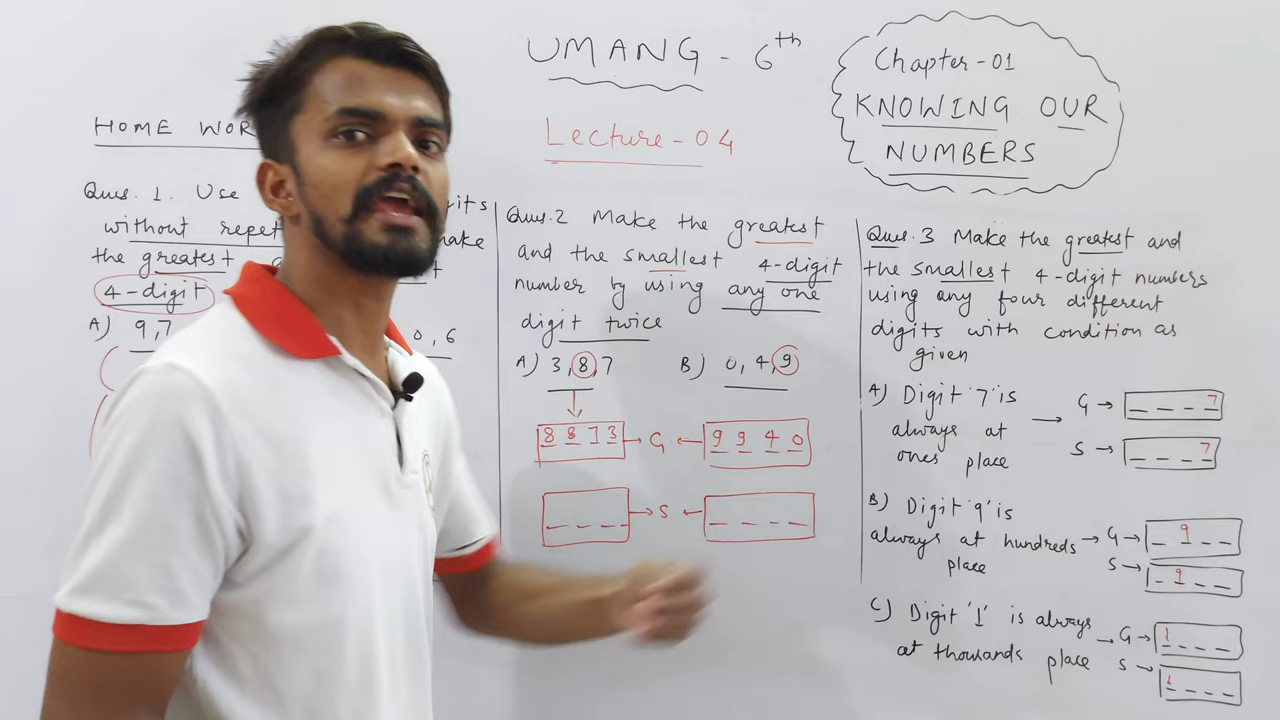 UMANG - 6th
Lecture - 04
Chapter - 01
KNOWING OUR
NUMBERS
HOME WOR
Ques. 1. Use its
without repet make
the greatest
4-digit
A) 9,7 0, 6
Ques.2 Make the greatest
and the smallest 4-digit
number by using any one
digit twice
A) 3, 8, 7 B) 0, 4, 9
8 8 7 3 → G ← 9 9 4 0
_ _ _ _ → S ← _ _ _ _
Ques. 3 Make the greatest and
the smallest 4-digit numbers
using any four different
digits with condition as
given
A) Digit '7' is
always at
ones place
→ G → _ _ _ 7
S → _ _ _ 7
B) Digit '9' is
always at hundreds
place
→ G → _ 9 _ _
S → _ 9 _ _
C) Digit '1' is always
at thousands place
→ G → 1 _ _ _
S → 1 _ _ _